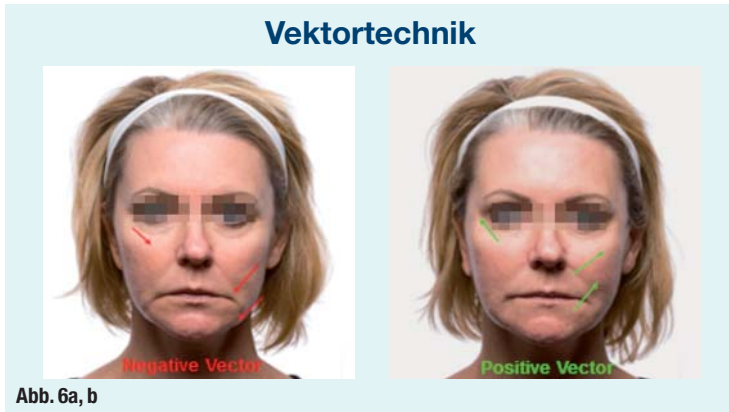 Vektortechnik
Negative Vector
Positive Vector
Abb. 6a, b